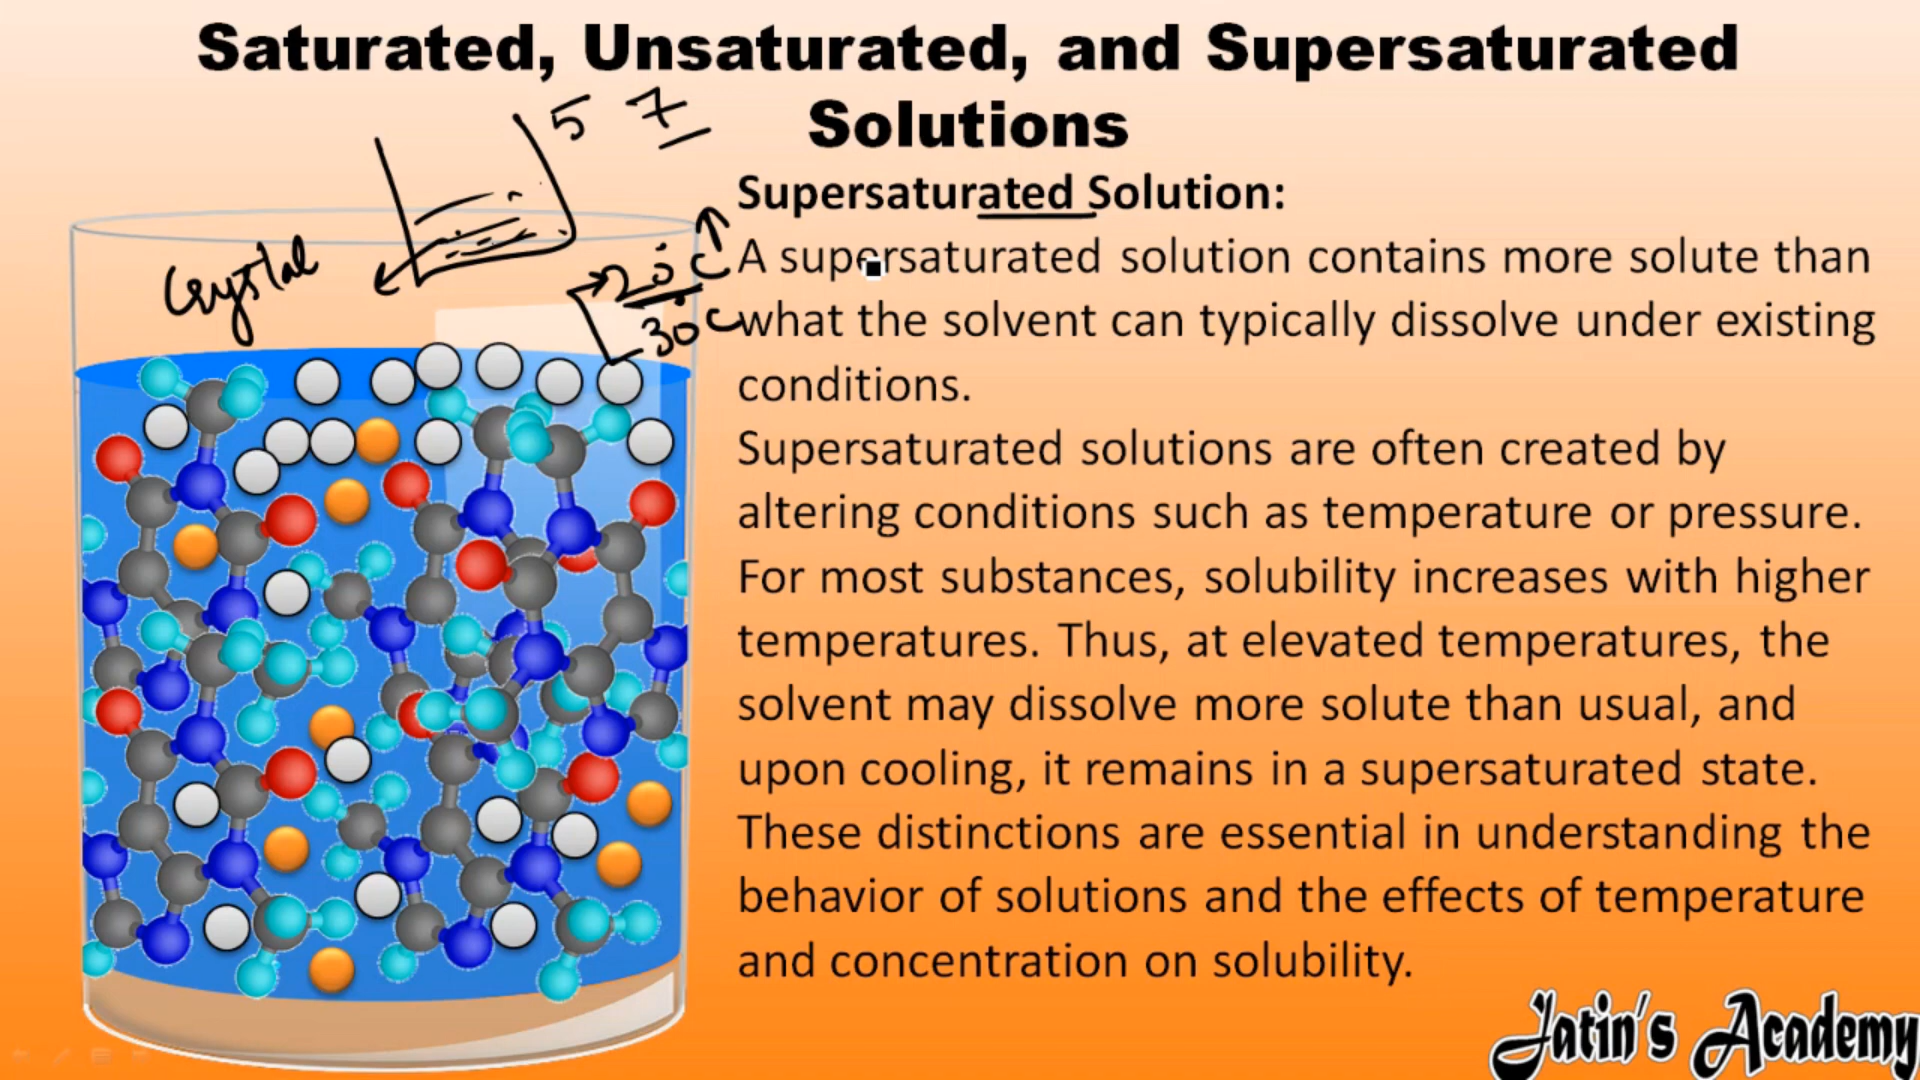 Saturated, Unsaturated, and Supersaturated
Solutions
5 7
Crystal
20°C
30°C
Supersaturated Solution:
A supersaturated solution contains more solute than
what the solvent can typically dissolve under existing
conditions.
Supersaturated solutions are often created by
altering conditions such as temperature or pressure.
For most substances, solubility increases with higher
temperatures. Thus, at elevated temperatures, the
solvent may dissolve more solute than usual, and
upon cooling, it remains in a supersaturated state.
These distinctions are essential in understanding the
behavior of solutions and the effects of temperature
and concentration on solubility.
Jatin's Academy